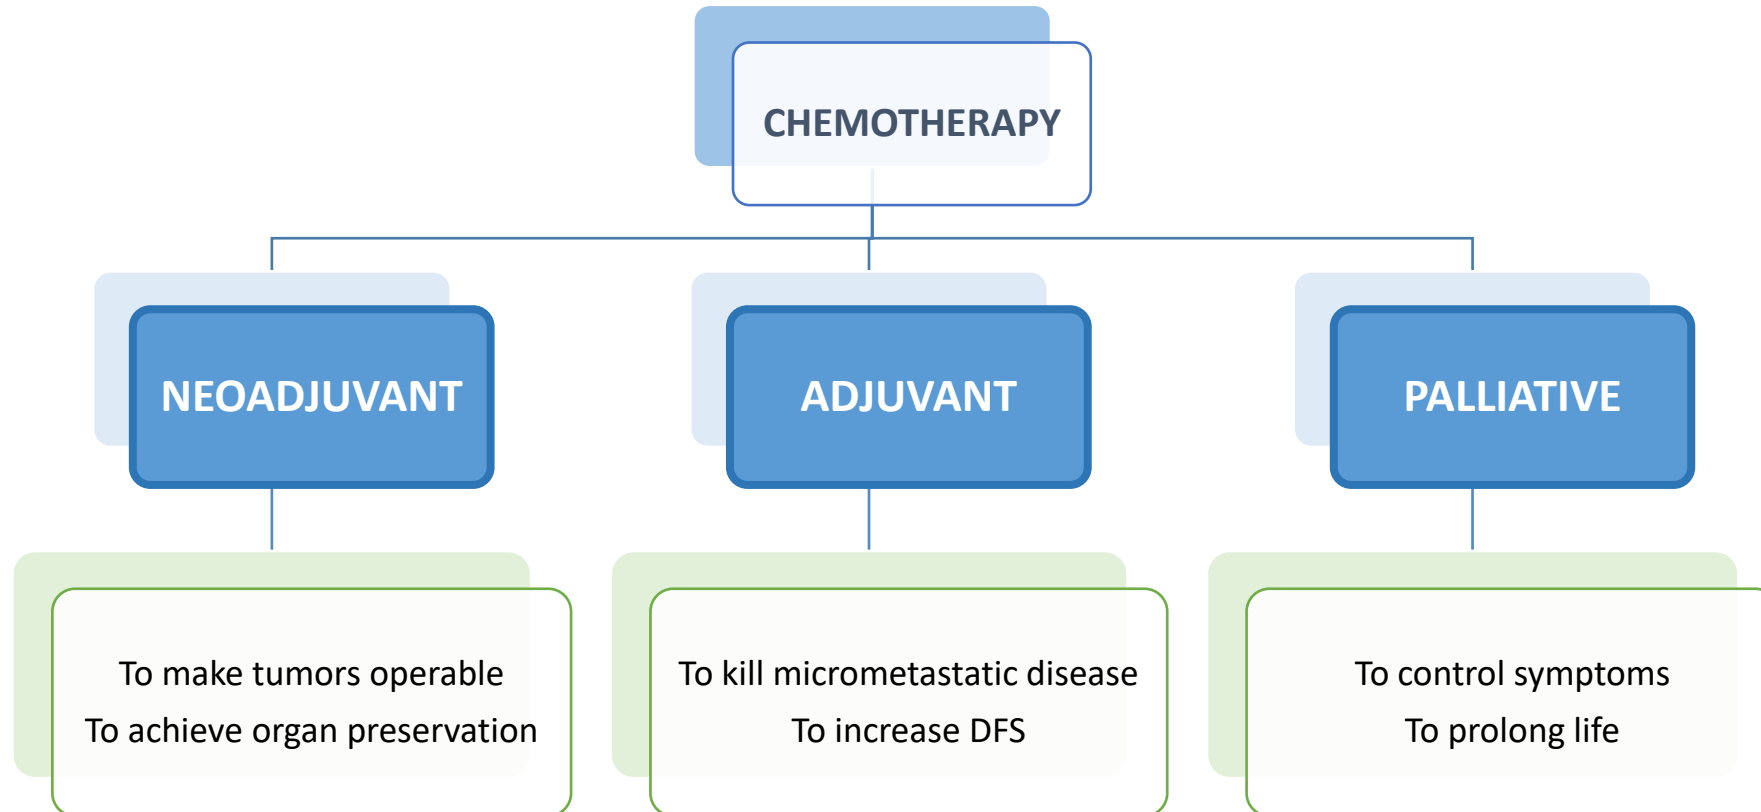 CHEMOTHERAPY
NEOADJUVANT
ADJUVANT
PALLIATIVE
To make tumors operable
To achieve organ preservation
To kill micrometastatic disease
To increase DFS
To control symptoms
To prolong life